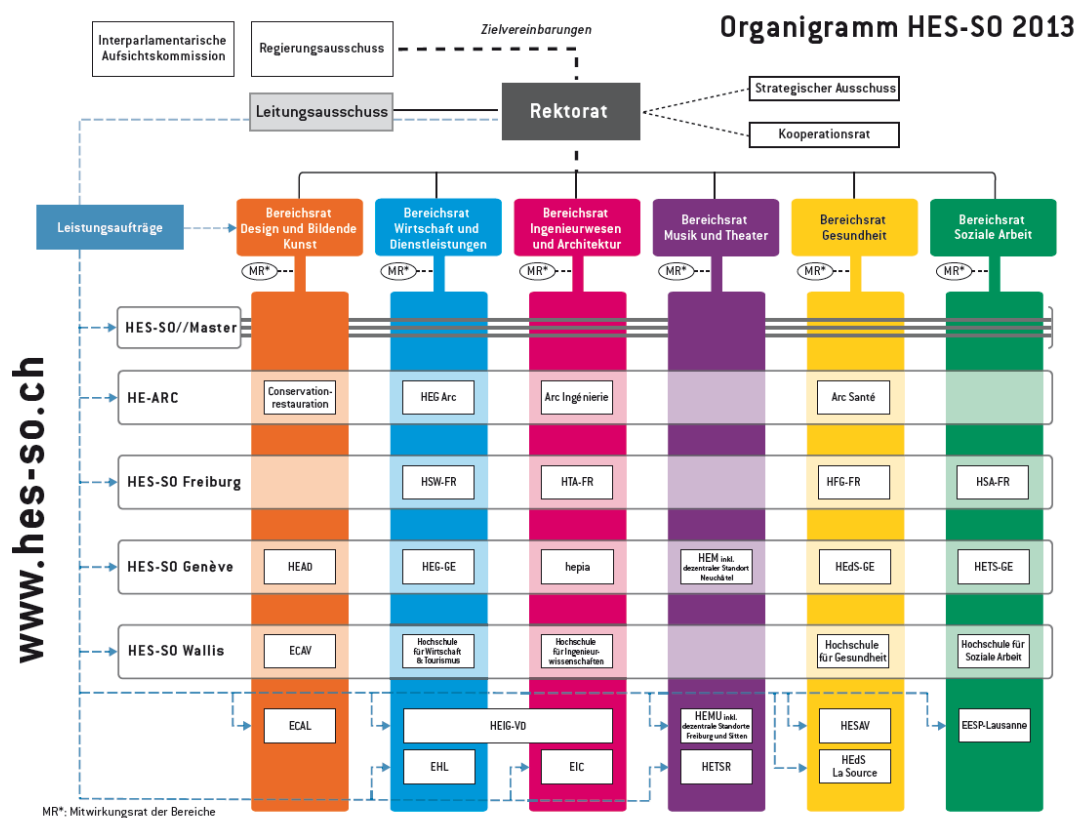 Organigramm HES-SO 2013
Interparlamentarische
Aufsichtskommission
Regierungsausschuss
Zielvereinbarungen
Leitungsausschuss
Rektorat
Strategischer Ausschuss
Kooperationsrat
Leistungsaufträge
Bereichsrat
Design und Bildende
Kunst
Bereichsrat
Wirtschaft und
Dienstleistungen
Bereichsrat
Ingenieurwesen
und Architektur
Bereichsrat
Musik und Theater
Bereichsrat
Gesundheit
Bereichsrat
Soziale Arbeit
MR*
MR*
MR*
MR*
MR*
MR*
HES-SO//Master
HE-ARC
Conservation-
restauration
HEG Arc
Arc Ingénierie
Arc Santé
HES-SO Freiburg
HSW-FR
HTA-FR
HFG-FR
HSA-FR
HES-SO Genève
HEAD
HEG-GE
hepia
HEM inkl.
dezentraler Standort
Neuchâtel
HEdS-GE
HETS-GE
HES-SO Wallis
ECAV
Hochschule
für Wirtschaft
& Tourismus
Hochschule
für Ingenieur-
wissenschaften
Hochschule
für Gesundheit
Hochschule für
Soziale Arbeit
ECAL
HEIG-VD
HEMU inkl.
dezentrale Standorte
Freiburg und Sitten
HESAV
EESP-Lausanne
EHL
EIC
HETSR
HEdS
La Source
MR*: Mitwirkungsrat der Bereiche
www.hes-so.ch